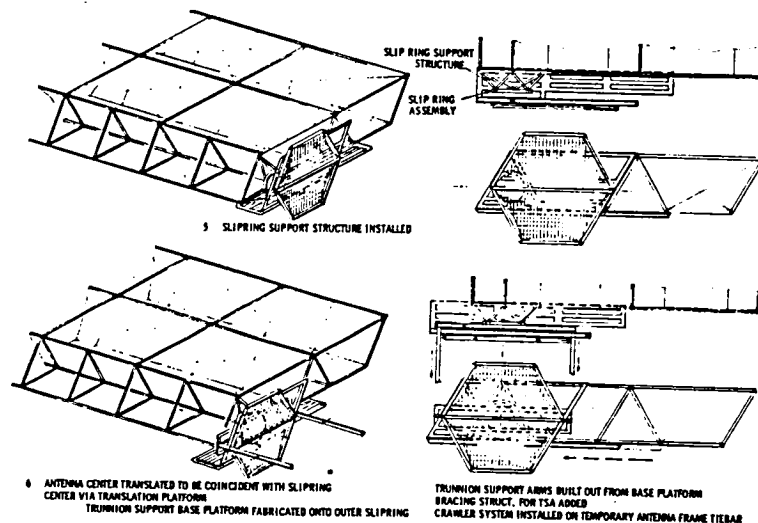 SLIP RING SUPPORT
STRUCTURE
SLIP RING
ASSEMBLY
5 SLIPRING SUPPORT STRUCTURE INSTALLED
6 ANTENNA CENTER TRANSLATED TO BE COINCIDENT WITH SLIPRING
CENTER VIA TRANSLATION PLATFORM
TRUNNION SUPPORT BASE PLATFORM FABRICATED ONTO OUTER SLIPRING
TRUNNION SUPPORT ARMS BUILT OUT FROM BASE PLATFORM
BRACING STRUCT. FOR TSA ADDED
CRAWLER SYSTEM INSTALLED ON TEMPORARY ANTENNA FRAME TIEBAR